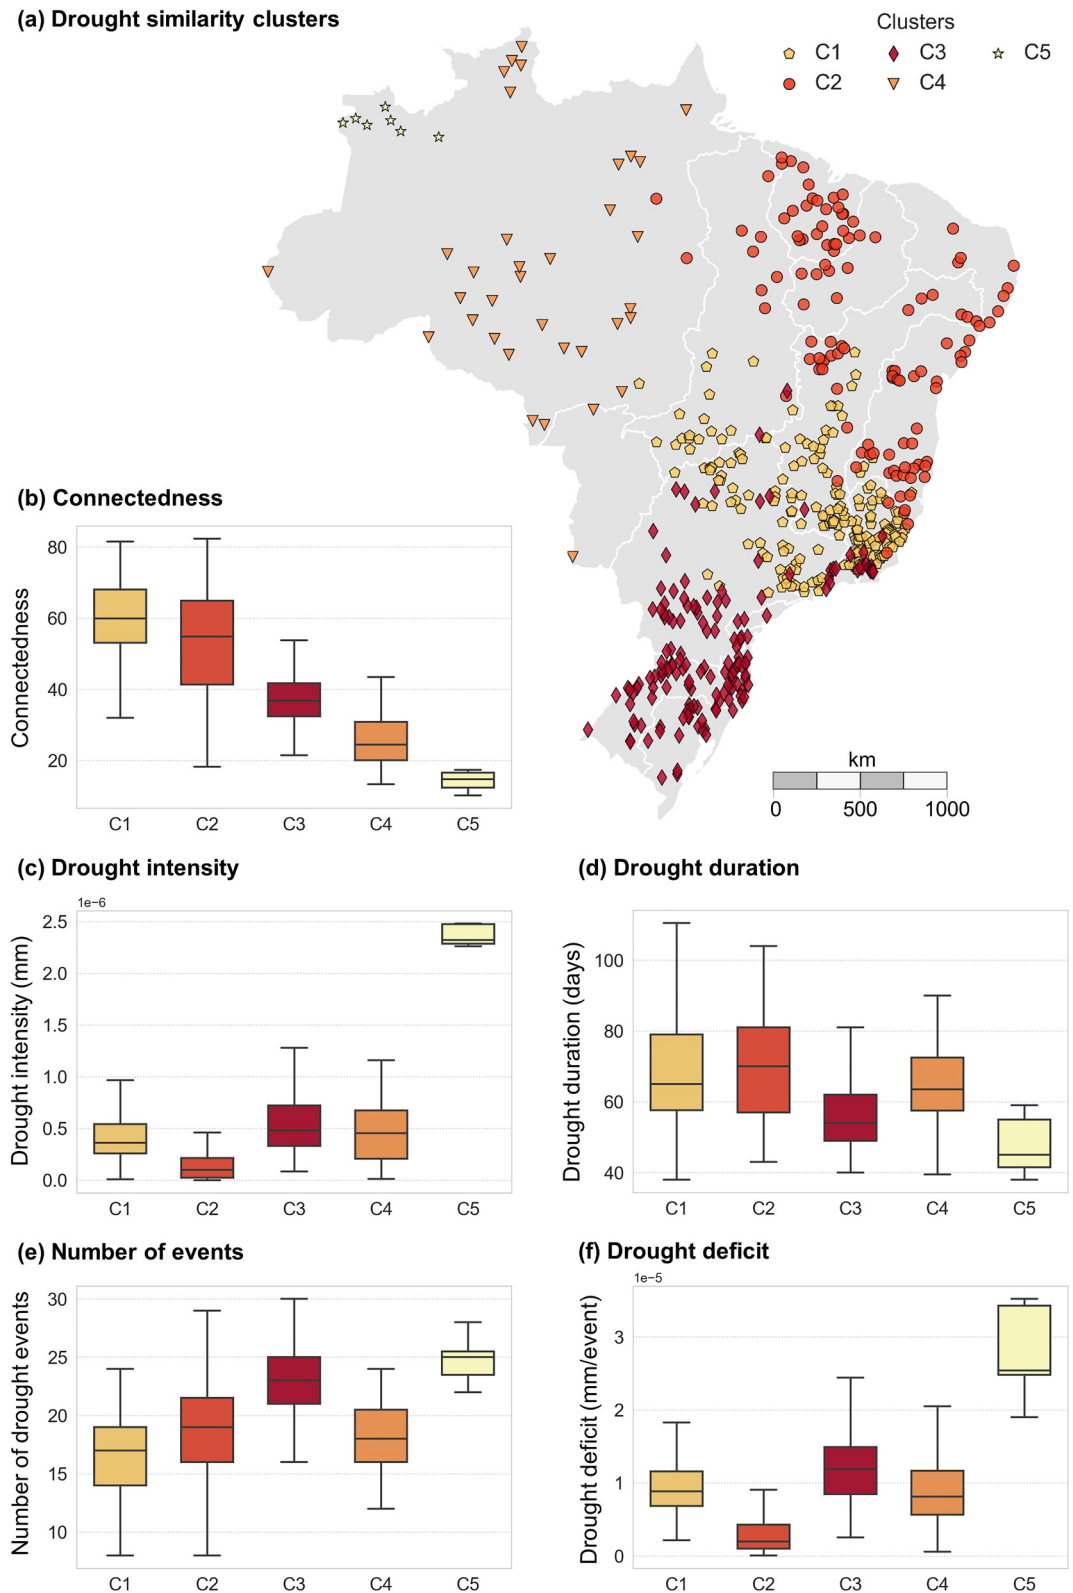 (a) Drought similarity clusters
Clusters
C1 C3 C5
C2 C4
km
0 500 1000
(b) Connectedness
Connectedness
80
60
40
20
C1 C2 C3 C4 C5
(c) Drought intensity
1e−6
Drought intensity (mm)
2.5
2.0
1.5
1.0
0.5
0.0
C1 C2 C3 C4 C5
(d) Drought duration
Drought duration (days)
100
80
60
40
C1 C2 C3 C4 C5
(e) Number of events
Number of drought events
30
25
20
15
10
C1 C2 C3 C4 C5
(f) Drought deficit
1e−5
Drought deficit (mm/event)
3
2
1
0
C1 C2 C3 C4 C5